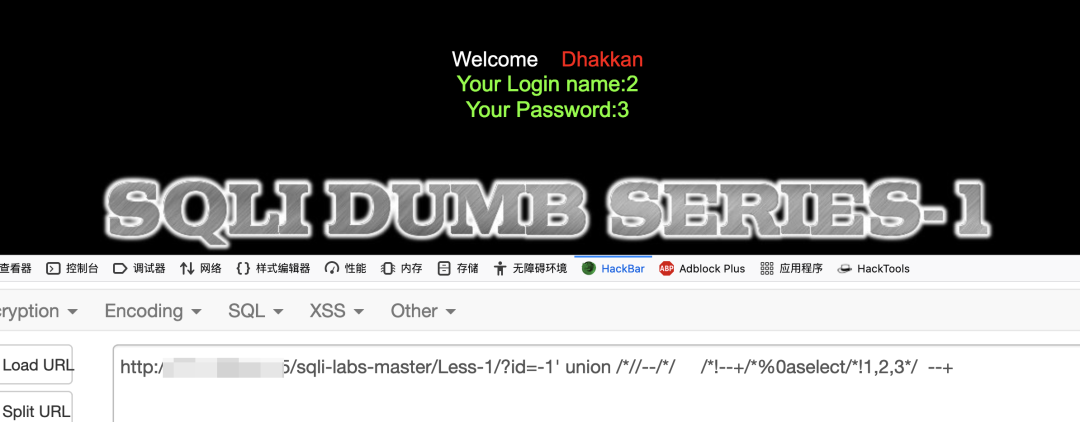 Welcome Dhakkan
Your Login name:2
Your Password:3
SQLI DUMB SERIES-1
查看器 控制台 调试器 网络 样式编辑器 性能 内存 存储 无障碍环境 HackBar ABP Adblock Plus 应用程序 HackTools
cryption Encoding SQL XSS Other
Load URL http:/ 5/sqli-labs-master/Less-1/?id=-1' union /*//--/*/ /*!--+/*%0aselect/*!1,2,3*/ --+
Split URL